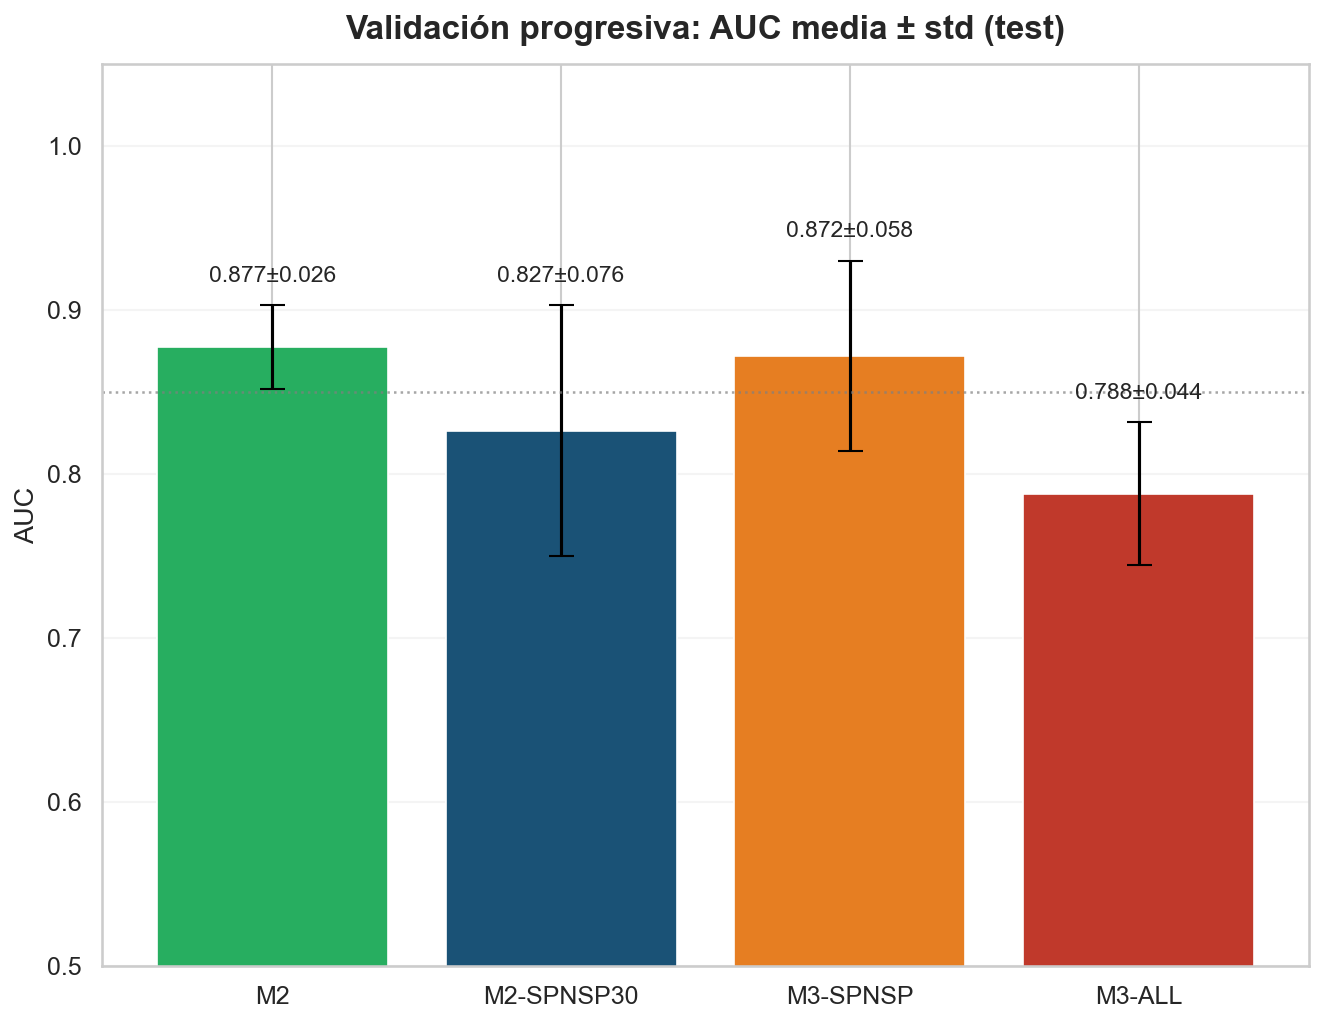 Validación progresiva: AUC media ± std (test)
1.0
0.9
0.8
0.7
0.6
0.5
AUC
0.877±0.026
0.827±0.076
0.872±0.058
0.788±0.044
M2
M2-SPNSP30
M3-SPNSP
M3-ALL